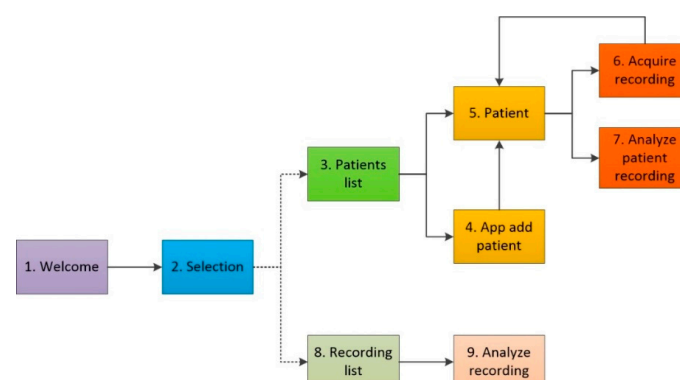 6. Acquire
recording
5. Patient
7. Analyze
patient
recording
3. Patients
list
4. App add
patient
1. Welcome
2. Selection
8. Recording
list
9. Analyze
recording